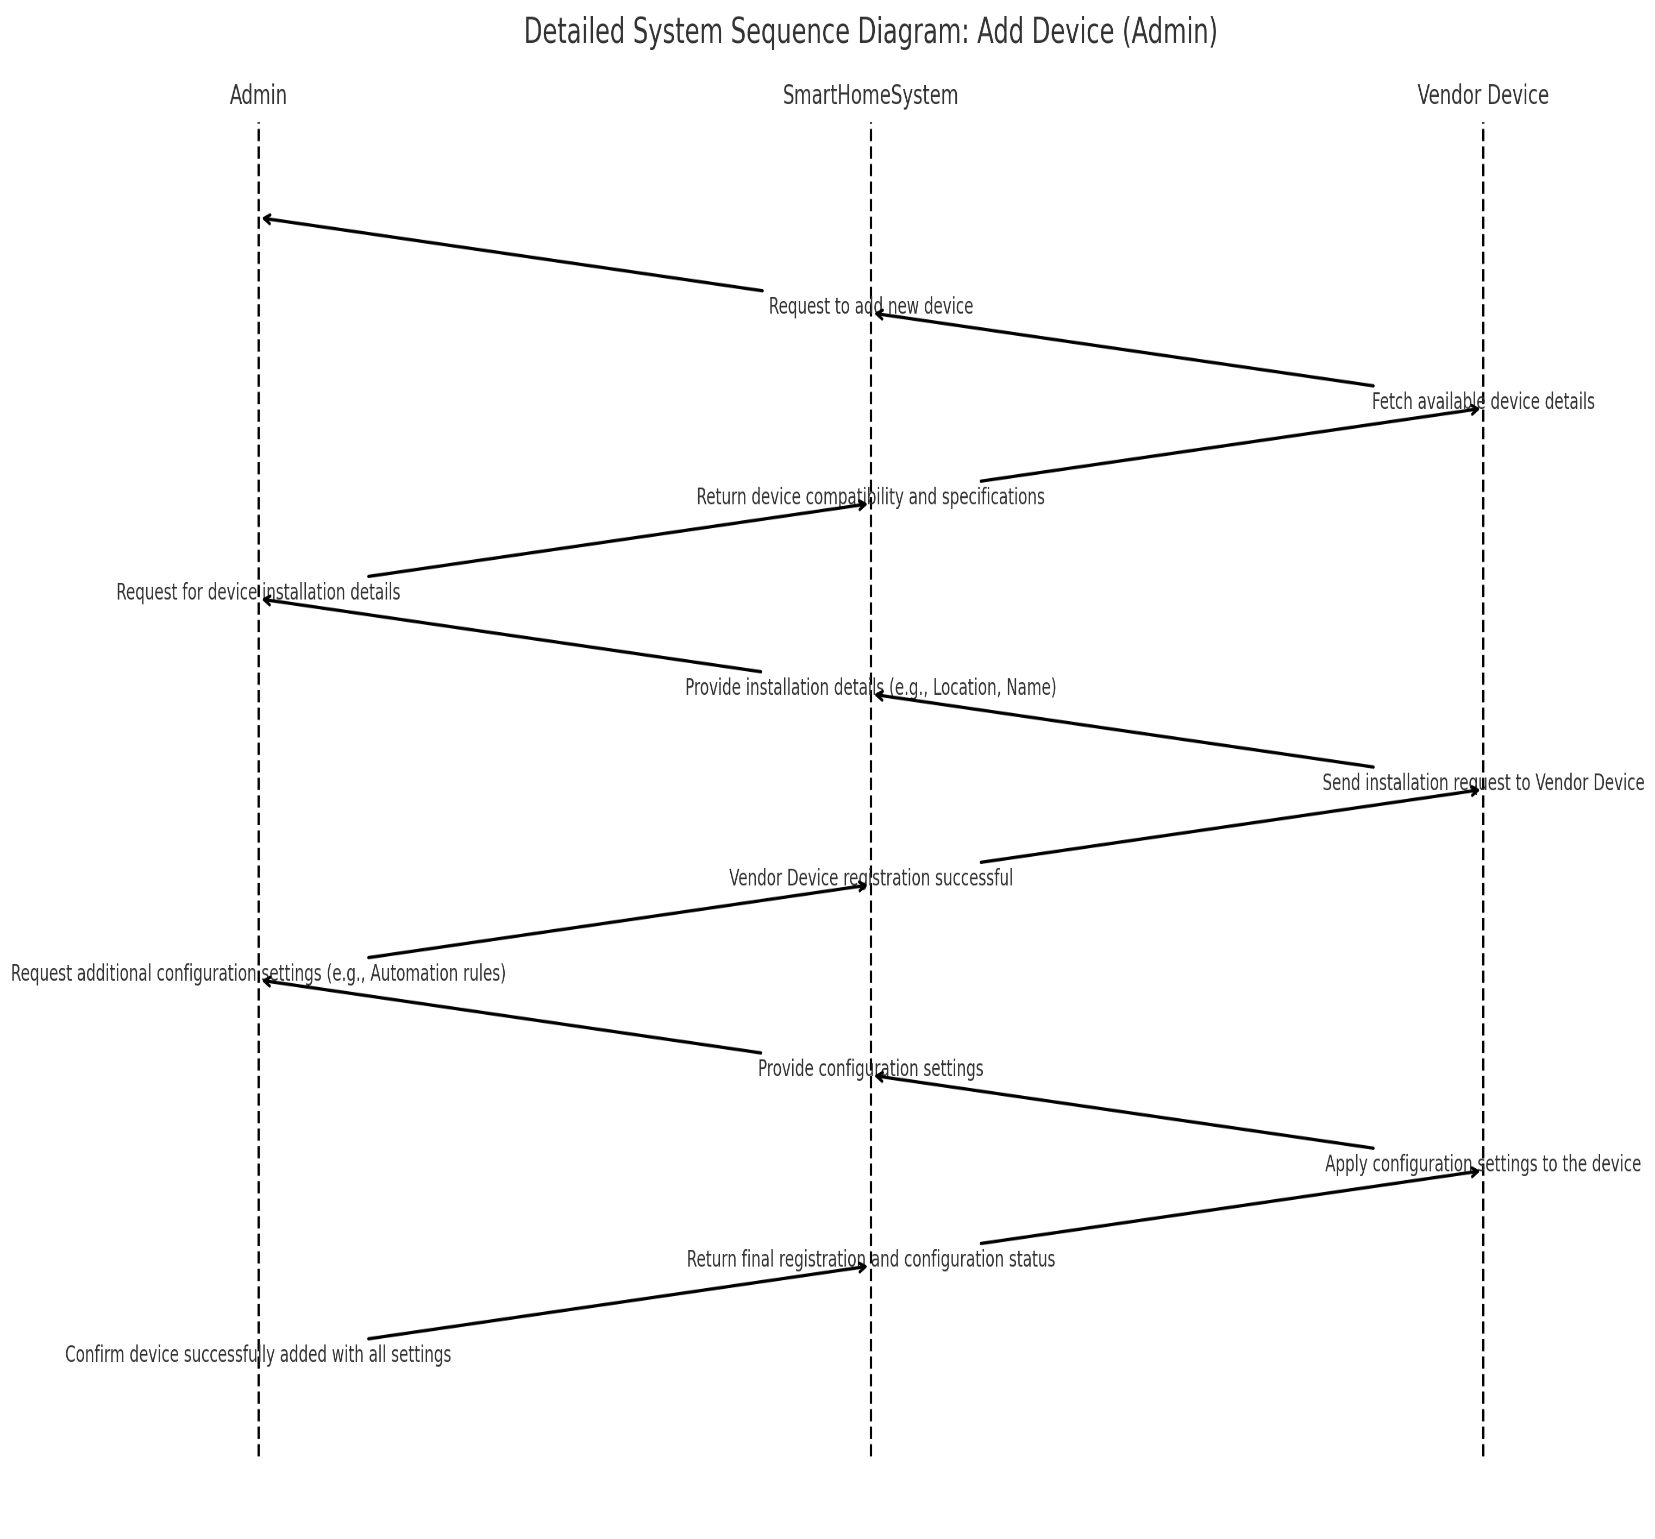 Detailed System Sequence Diagram: Add Device (Admin)
Admin
SmartHomeSystem
Vendor Device
Request to add new device
Fetch available device details
Return device compatibility and specifications
Request for device installation details
Provide installation details (e.g., Location, Name)
Send installation request to Vendor Device
Vendor Device registration successful
Request additional configuration settings (e.g., Automation rules)
Provide configuration settings
Apply configuration settings to the device
Return final registration and configuration status
Confirm device successfully added with all settings